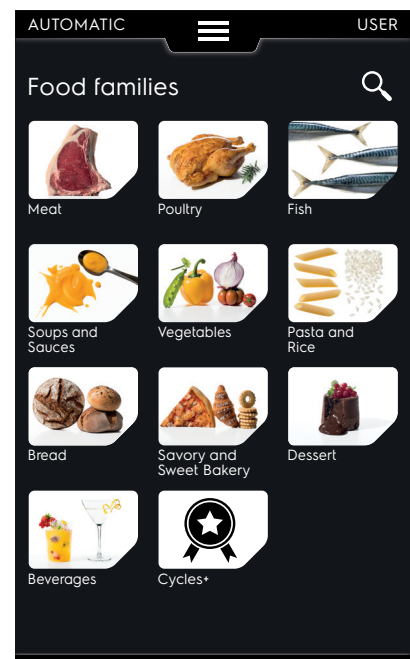 AUTOMATIC
USER
Food families
Meat
Poultry
Fish
Soups and
Sauces
Vegetables
Pasta and
Rice
Bread
Savory and
Sweet Bakery
Dessert
Beverages
Cycles+